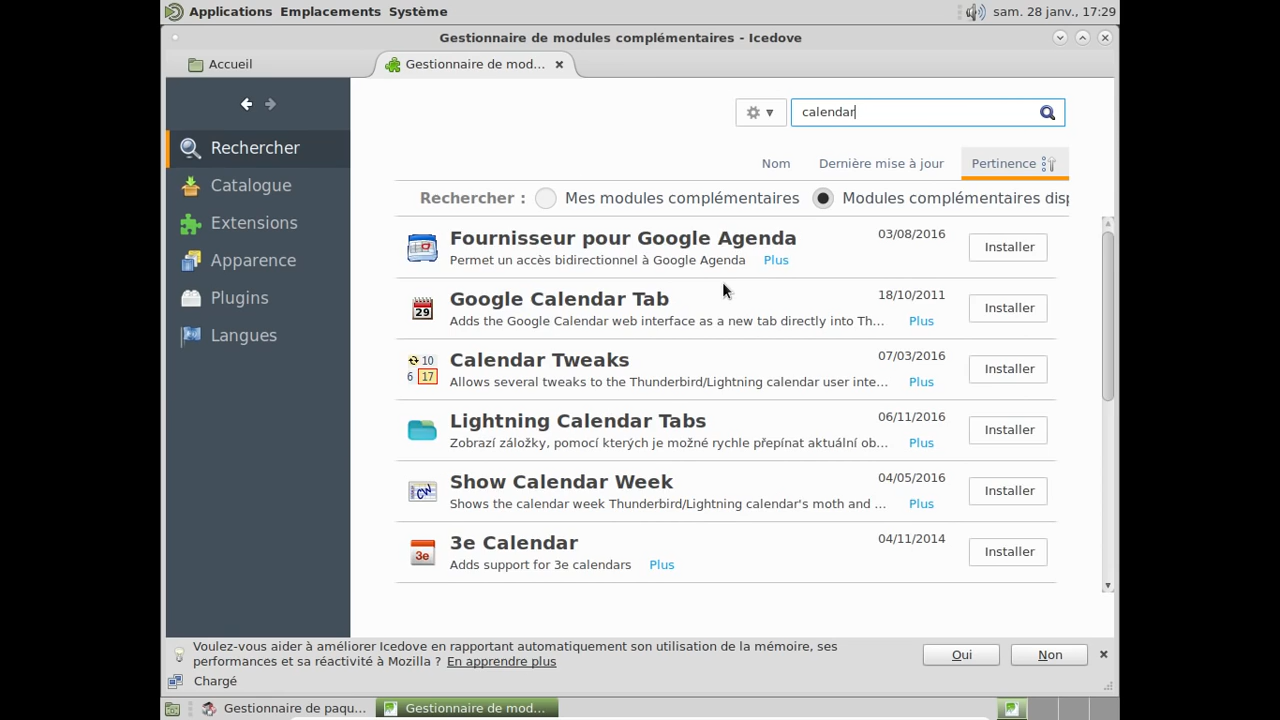 Applications Emplacements Système sam. 28 janv., 17:29
Gestionnaire de modules complémentaires - Icedove
Accueil Gestionnaire de mod...
calendar
Rechercher
Catalogue
Extensions
Apparence
Plugins
Langues
Nom Dernière mise à jour Pertinence
Rechercher : Mes modules complémentaires Modules complémentaires disp
Fournisseur pour Google Agenda 03/08/2016 Installer
Permet un accès bidirectionnel à Google Agenda Plus
Google Calendar Tab 18/10/2011 Installer
29
Adds the Google Calendar web interface as a new tab directly into Th... Plus
Calendar Tweaks 07/03/2016 Installer
10
6 17
Allows several tweaks to the Thunderbird/Lightning calendar user inte... Plus
Lightning Calendar Tabs 06/11/2016 Installer
Zobrazí záložky, pomocí kterých je možné rychle přepínat aktuální ob... Plus
Show Calendar Week 04/05/2016 Installer
CW
Shows the calendar week Thunderbird/Lightning calendar's moth and ... Plus
3e Calendar 04/11/2014 Installer
3e
Adds support for 3e calendars Plus
Voulez-vous aider à améliorer Icedove en rapportant automatiquement son utilisation de la mémoire, ses
performances et sa réactivité à Mozilla ? En apprendre plus Oui Non
Chargé
Gestionnaire de paqu... Gestionnaire de mod...